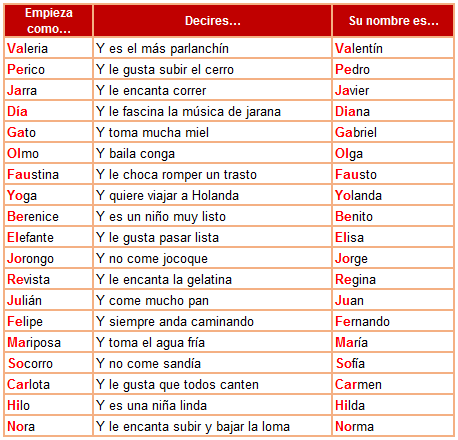 Empieza como… Decires… Su nombre es…
Valeria Y es el más parlanchín Valentín
Perico Y le gusta subir el cerro Pedro
Jarra Y le encanta correr Javier
Día Y le fascina la música de jarana Diana
Gato Y toma mucha miel Gabriel
Olmo Y baila conga Olga
Faustina Y le choca romper un trasto Fausto
Yoga Y quiere viajar a Holanda Yolanda
Berenice Y es un niño muy listo Benito
Elefante Y le gusta pasar lista Elisa
Jorongo Y no come jocoque Jorge
Revista Y le encanta la gelatina Regina
Julián Y come mucho pan Juan
Felipe Y siempre anda caminando Fernando
Mariposa Y toma el agua fría María
Socorro Y no come sandía Sofía
Carlota Y le gusta que todos canten Carmen
Hilo Y es una niña linda Hilda
Nora Y le encanta subir y bajar la loma Norma